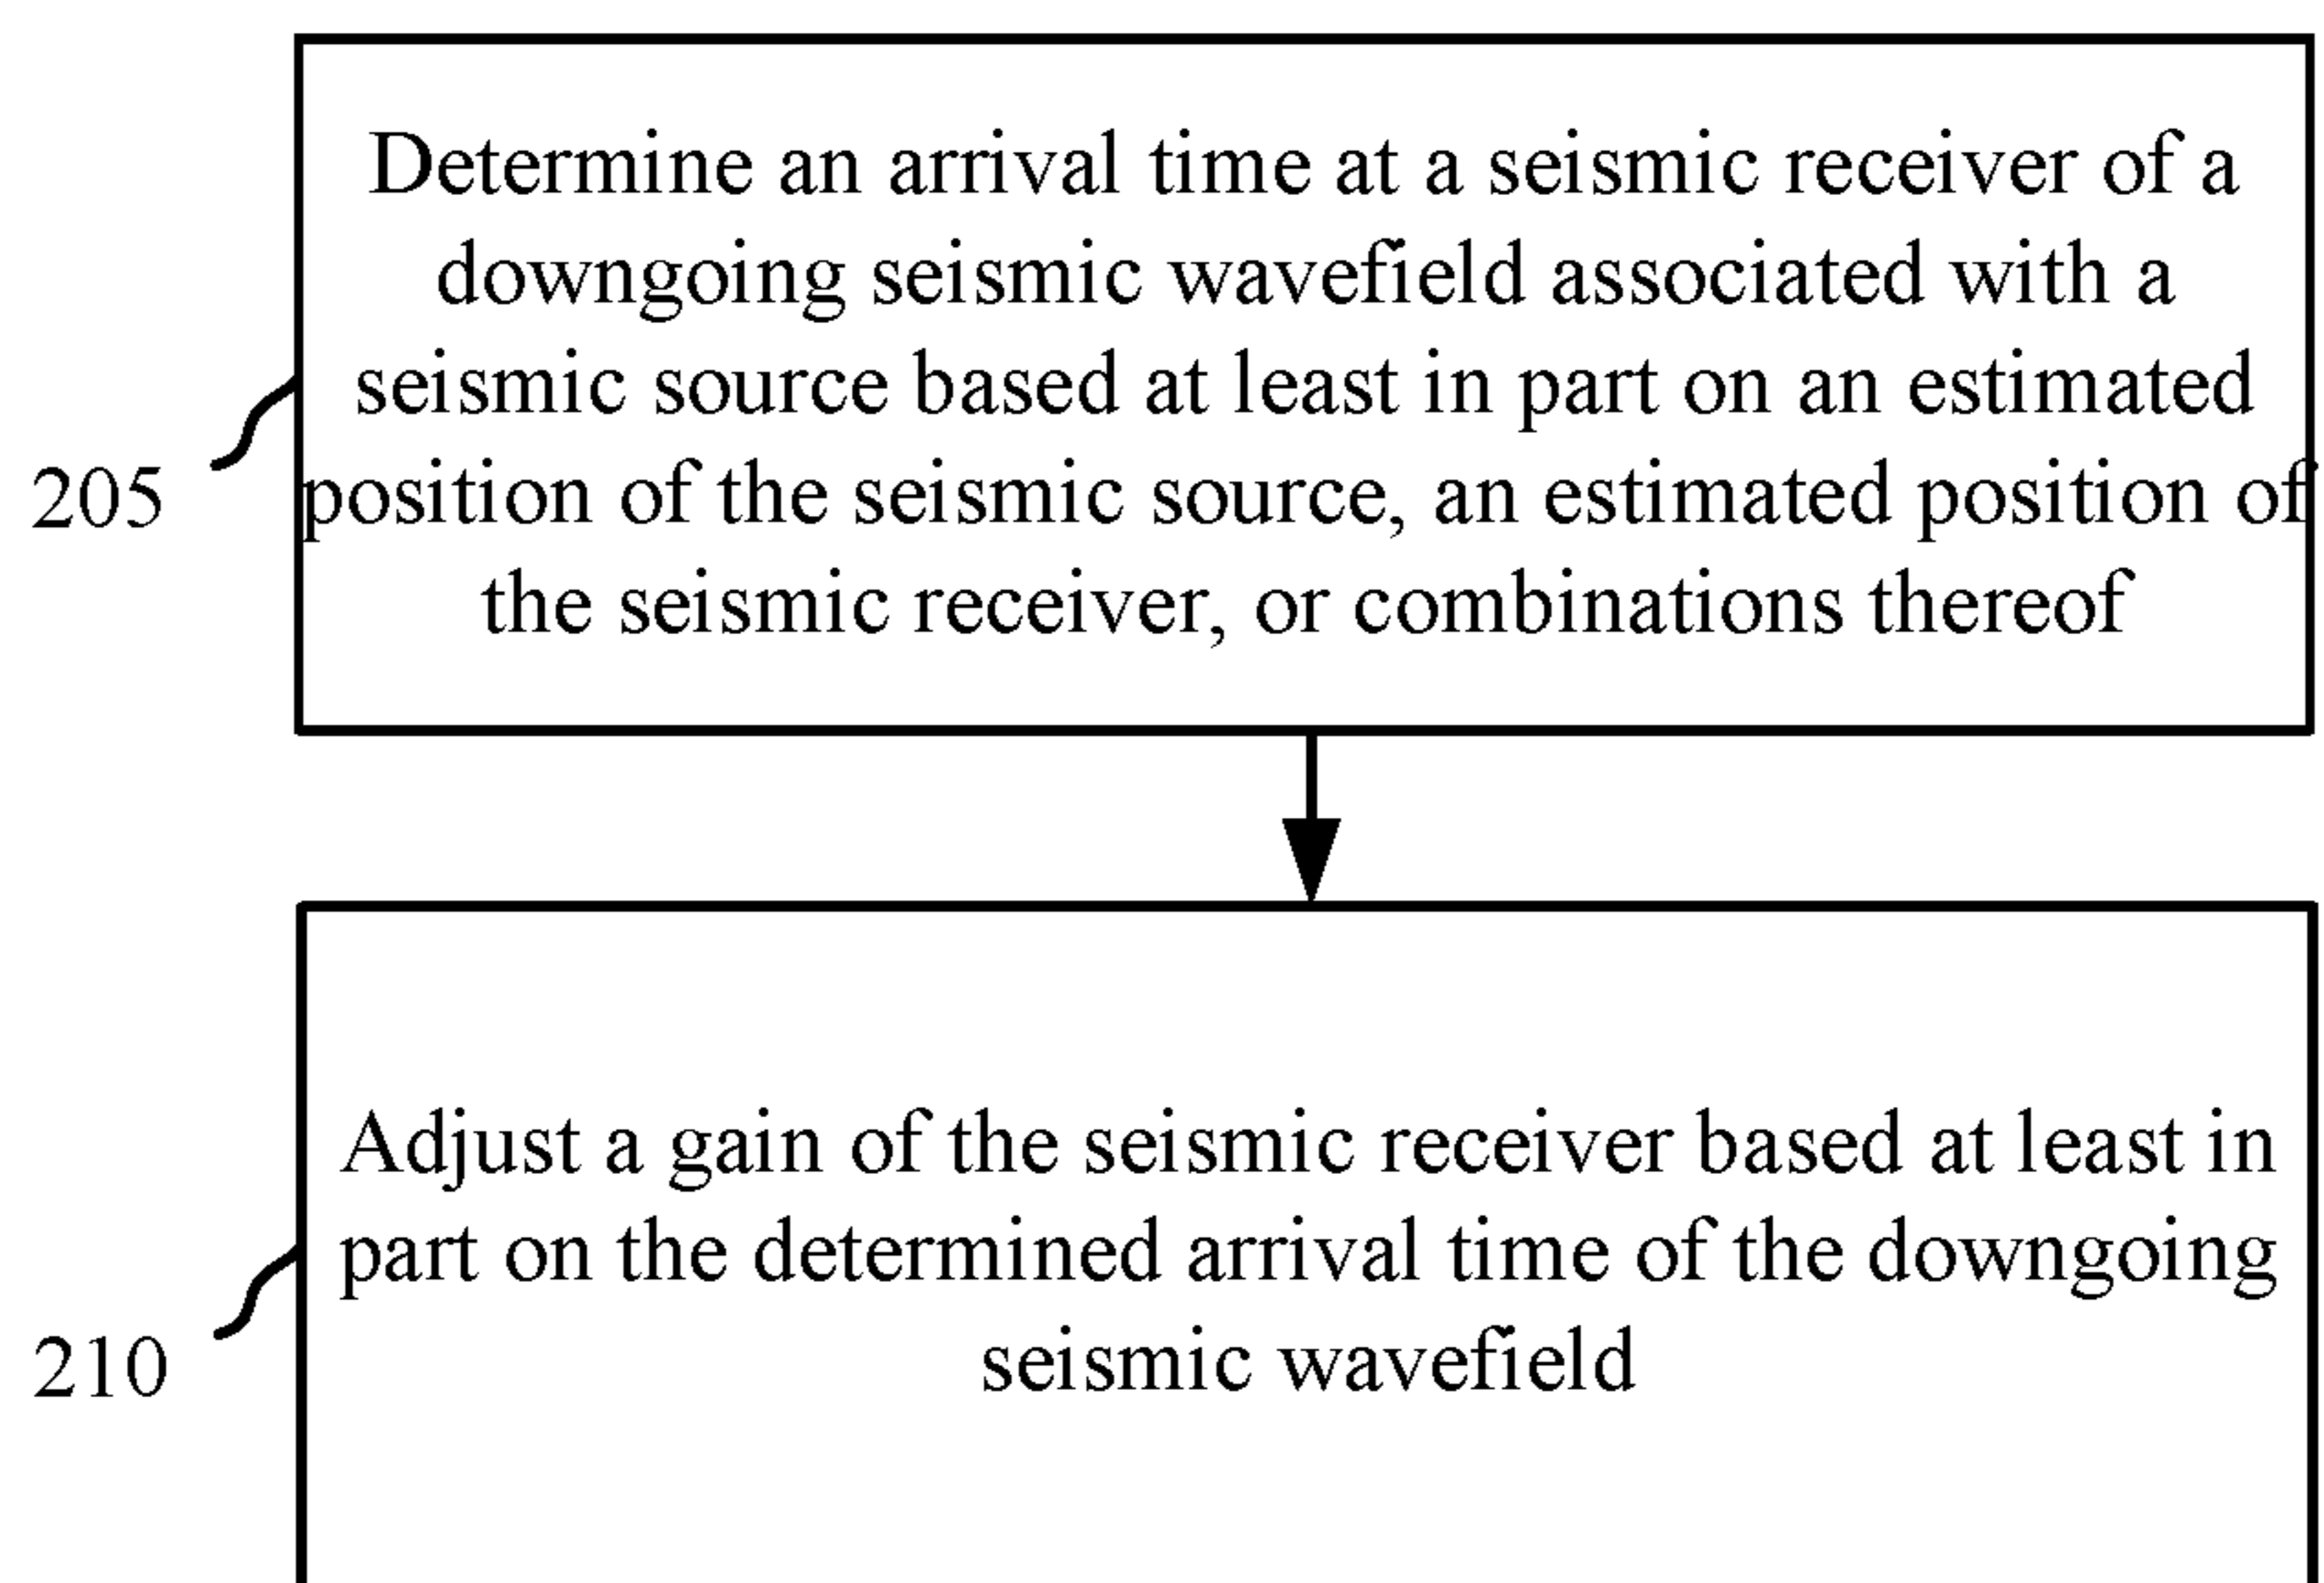 Determine an arrival time at a seismic receiver of a
downgoing seismic wavefield associated with a
seismic source based at least in part on an estimated
position of the seismic source, an estimated position of
the seismic receiver, or combinations thereof
205
Adjust a gain of the seismic receiver based at least in
part on the determined arrival time of the downgoing
seismic wavefield
210